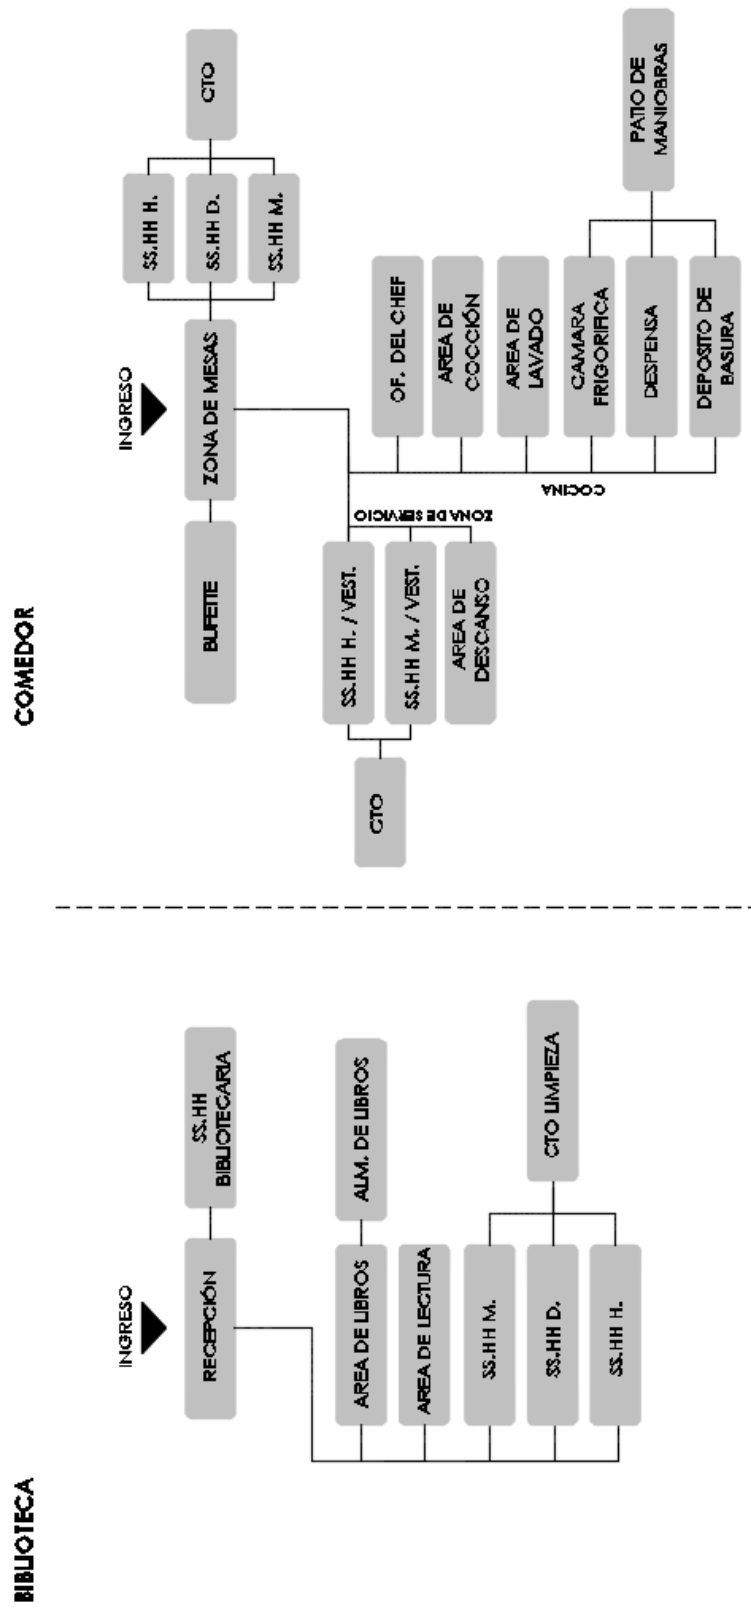 BIBLIOTECA
INGRESO
RECEPCIÓN
SS.HH
BIBLIOTECARIA
AREA DE LIBROS
ALM. DE LIBROS
AREA DE LECTURA
SS.HH M.
SS.HH D.
SS.HH H.
CTO LIMPIEZA
COMEDOR
INGRESO
BUFETTE
ZONA DE MESAS
SS.HH H.
SS.HH D.
SS.HH M.
CTO
CTO
SS.HH H. / VEST.
SS.HH M. / VEST.
AREA DE
DESCANSO
ZONA DE SERVICIO
COCINA
OF. DEL CHEF
AREA DE
COCCIÓN
AREA DE
LAVADO
CAMARA
FRIGORIFICA
DESPENSA
DEPOSITO DE
BASURA
PATIO DE
MANIOBRAS